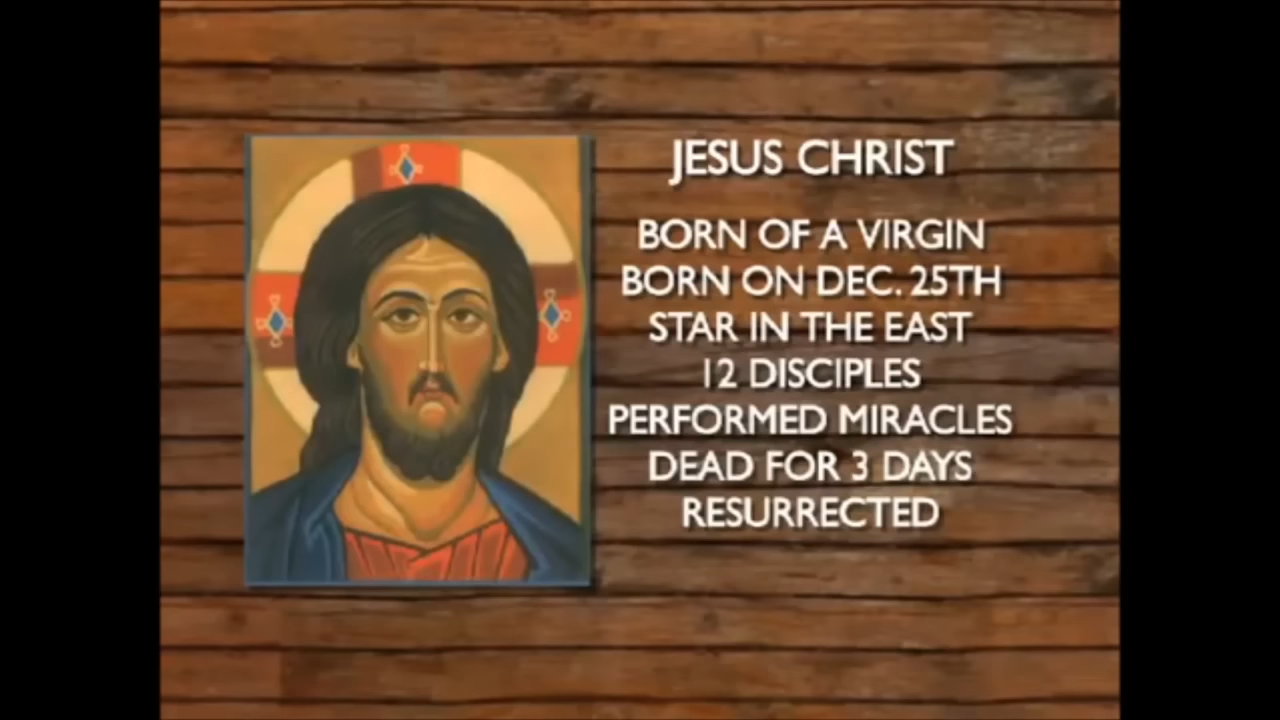 JESUS CHRIST
BORN OF A VIRGIN
BORN ON DEC. 25TH
STAR IN THE EAST
12 DISCIPLES
PERFORMED MIRACLES
DEAD FOR 3 DAYS
RESURRECTED